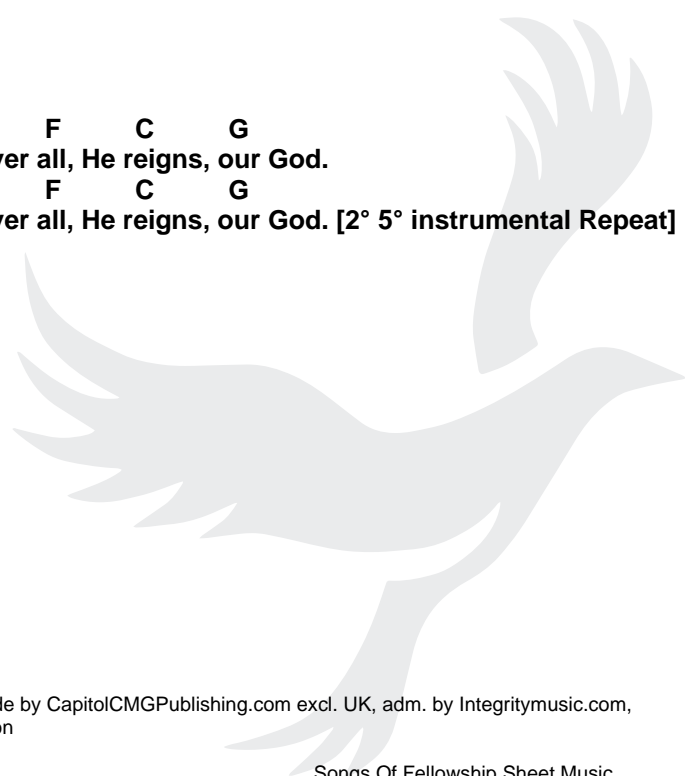 F C G
ver all, He reigns, our God.
F C G
ver all, He reigns, our God. [2° 5° instrumental Repeat]
de by CapitolCMGPublishing.com excl. UK, adm. by Integritymusic.com,
on
Songs Of Fellowship Sheet Music